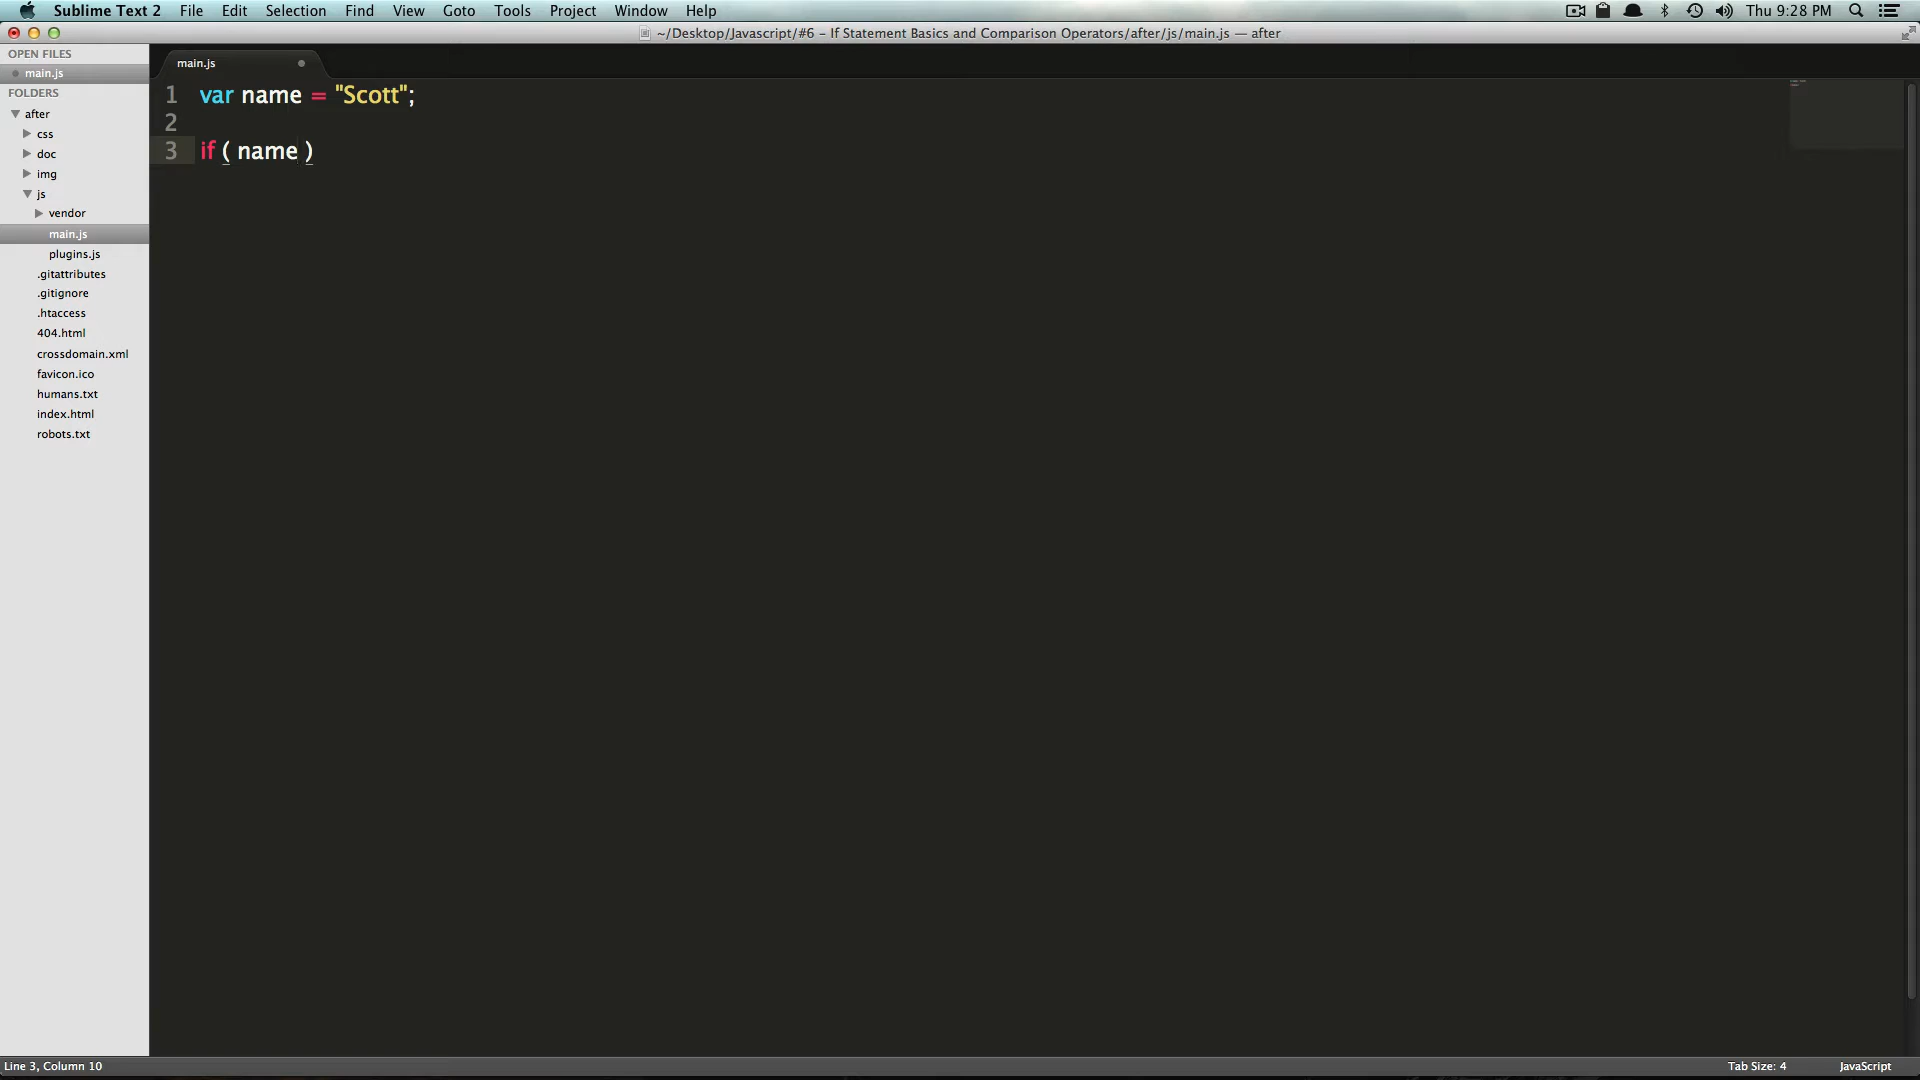 Sublime Text 2 File Edit Selection Find View Goto Tools Project Window Help Thu 9:28 PM
~/Desktop/Javascript/#6 – If Statement Basics and Comparison Operators/after/js/main.js — after
OPEN FILES
main.js
FOLDERS
after
css
doc
img
js
vendor
main.js
plugins.js
.gitattributes
.gitignore
.htaccess
404.html
crossdomain.xml
favicon.ico
humans.txt
index.html
robots.txt
main.js
1 var name = "Scott";
2
3 if ( name )
Line 3, Column 10 Tab Size: 4 JavaScript